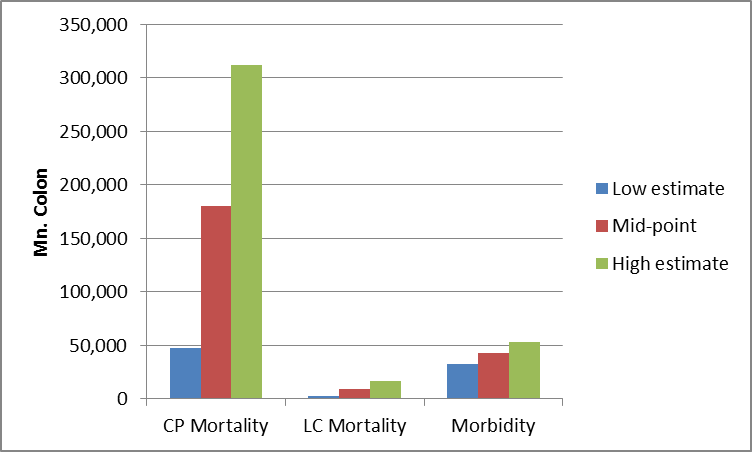 350,000
300,000
250,000
200,000
150,000
100,000
50,000
0
Mn. Colon
CP Mortality
LC Mortality
Morbidity
Low estimate
Mid-point
High estimate